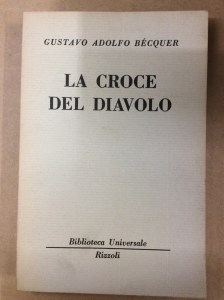 GUSTAVO ADOLFO BÉCQUER
LA CROCE
DEL DIAVOLO
Biblioteca Universale
Rizzoli